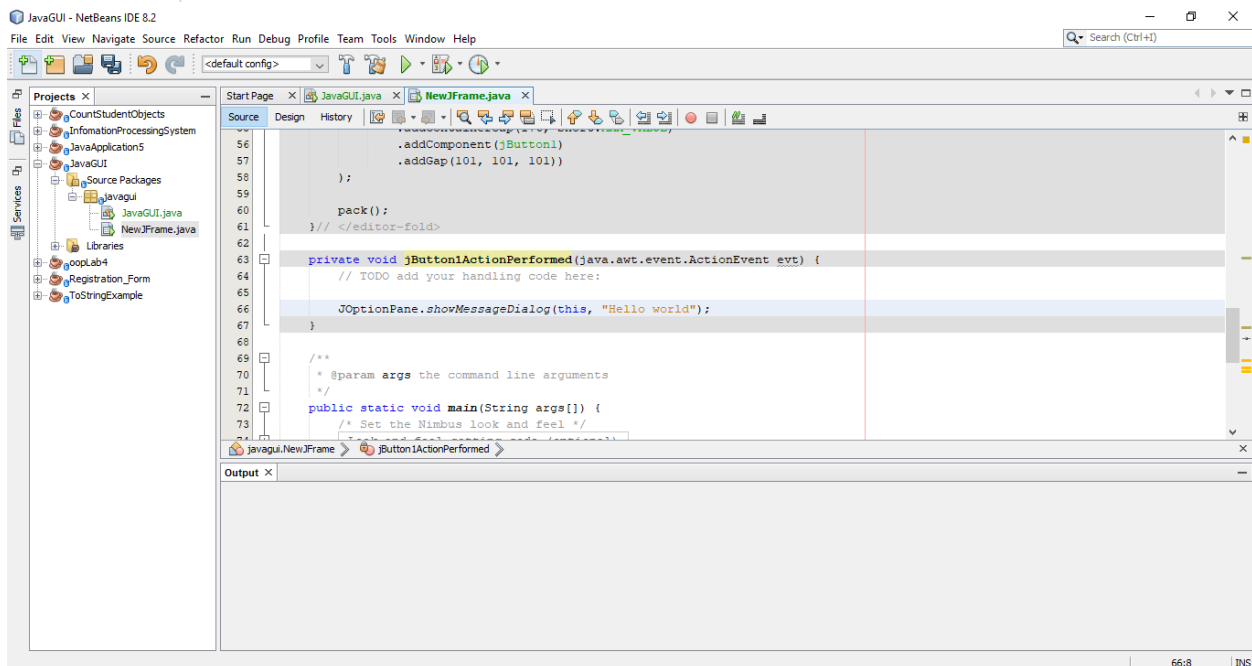 JavaGUI - NetBeans IDE 8.2
File Edit View Navigate Source Refactor Run Debug Profile Team Tools Window Help
Search (Ctrl+I)
<default config>
Files
Services
Projects
CountStudentObjects
InfomationProcessingSystem
JavaApplication5
JavaGUI
Source Packages
javagui
JavaGUI.java
NewJFrame.java
Libraries
oopLab4
Registration_Form
ToStringExample
Start Page JavaGUI.java NewJFrame.java
Source Design History
56 .addComponent(jButton1)
57 .addGap(101, 101, 101))
58 );
59
60 pack();
61 }// </editor-fold>
62
63 private void jButton1ActionPerformed(java.awt.event.ActionEvent evt) {
64 // TODO add your handling code here:
65
66 JOptionPane.showMessageDialog(this, "Hello world");
67 }
68
69 /**
70 * @param args the command line arguments
71 */
72 public static void main(String args[]) {
73 /* Set the Nimbus look and feel */
javagui.NewJFrame jButton1ActionPerformed
Output
66:8 INS